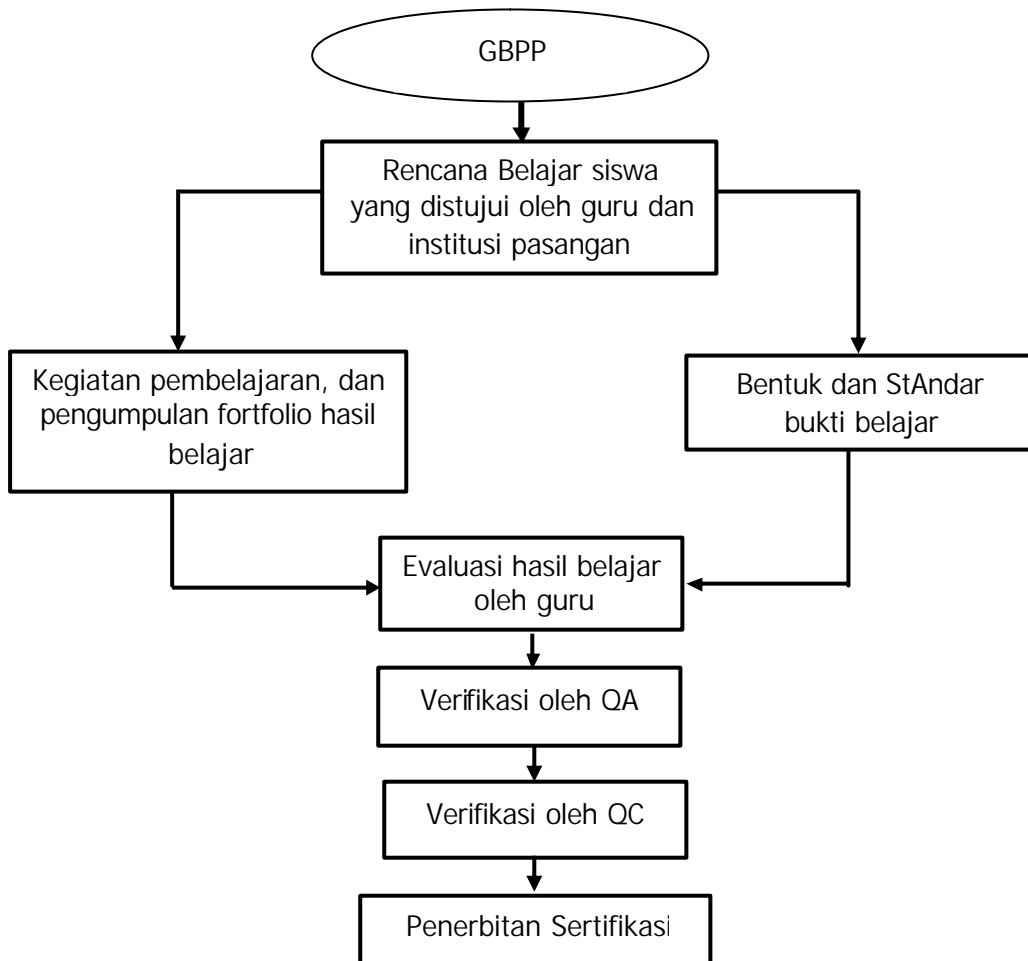 GBPP
Rencana Belajar siswa
yang distujui oleh guru dan
institusi pasangan
Kegiatan pembelajaran, dan
pengumpulan fortfolio hasil
belajar
Bentuk dan StAndar
bukti belajar
Evaluasi hasil belajar
oleh guru
Verifikasi oleh QA
Verifikasi oleh QC
Penerbitan Sertifikasi